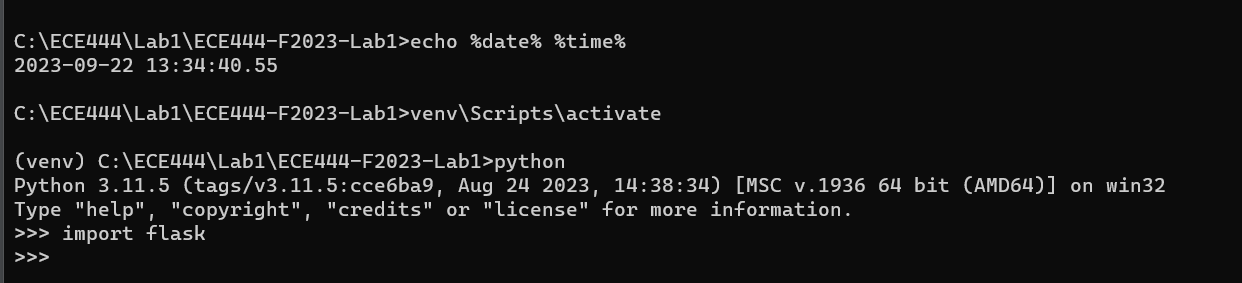 C:\ECE444\Lab1\ECE444-F2023-Lab1>echo %date% %time%
2023-09-22 13:34:40.55
C:\ECE444\Lab1\ECE444-F2023-Lab1>venv\Scripts\activate
(venv) C:\ECE444\Lab1\ECE444-F2023-Lab1>python
Python 3.11.5 (tags/v3.11.5:cce6ba9, Aug 24 2023, 14:38:34) [MSC v.1936 64 bit (AMD64)] on win32
Type "help", "copyright", "credits" or "license" for more information.
>>> import flask
>>>